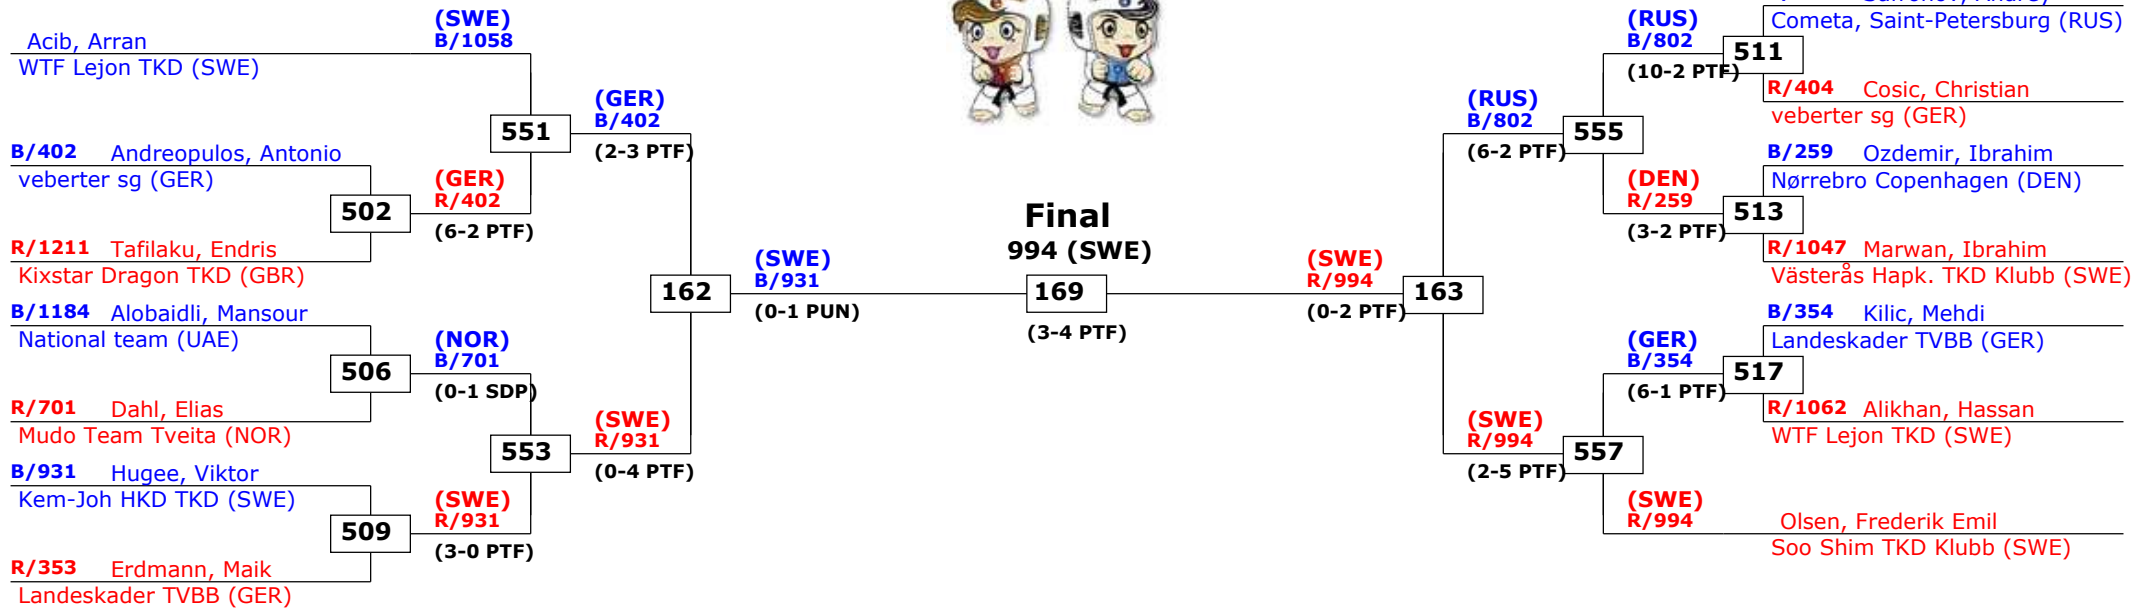 Acib, Arran
WTF Lejon TKD (SWE)
B/402 Andreopulos, Antonio
veberter sg (GER)
R/1211 Tafilaku, Endris
Kixstar Dragon TKD (GBR)
B/1184 Alobaidli, Mansour
National team (UAE)
R/701 Dahl, Elias
Mudo Team Tveita (NOR)
B/931 Hugee, Viktor
Kem-Joh HKD TKD (SWE)
R/353 Erdmann, Maik
Landeskader TVBB (GER)
502
506
509
(SWE)
B/1058
(GER)
R/402
(6-2 PTF)
(NOR)
B/701
(0-1 SDP)
(SWE)
R/931
(3-0 PTF)
551
553
(GER)
B/402
(2-3 PTF)
(SWE)
R/931
(0-4 PTF)
162
(SWE)
B/931
(0-1 PUN)
Final
994 (SWE)
169
(3-4 PTF)
(SWE)
R/994
(0-2 PTF)
163
(RUS)
B/802
(6-2 PTF)
(SWE)
R/994
(2-5 PTF)
555
557
(RUS)
B/802
(10-2 PTF)
(DEN)
R/259
(3-2 PTF)
(GER)
B/354
(6-1 PTF)
(SWE)
R/994
511
513
517
Cometa, Saint-Petersburg (RUS)
R/404 Cosic, Christian
veberter sg (GER)
B/259 Ozdemir, Ibrahim
Nørrebro Copenhagen (DEN)
R/1047 Marwan, Ibrahim
Västerås Hapk. TKD Klubb (SWE)
B/354 Kilic, Mehdi
Landeskader TVBB (GER)
R/1062 Alikhan, Hassan
WTF Lejon TKD (SWE)
Olsen, Frederik Emil
Soo Shim TKD Klubb (SWE)